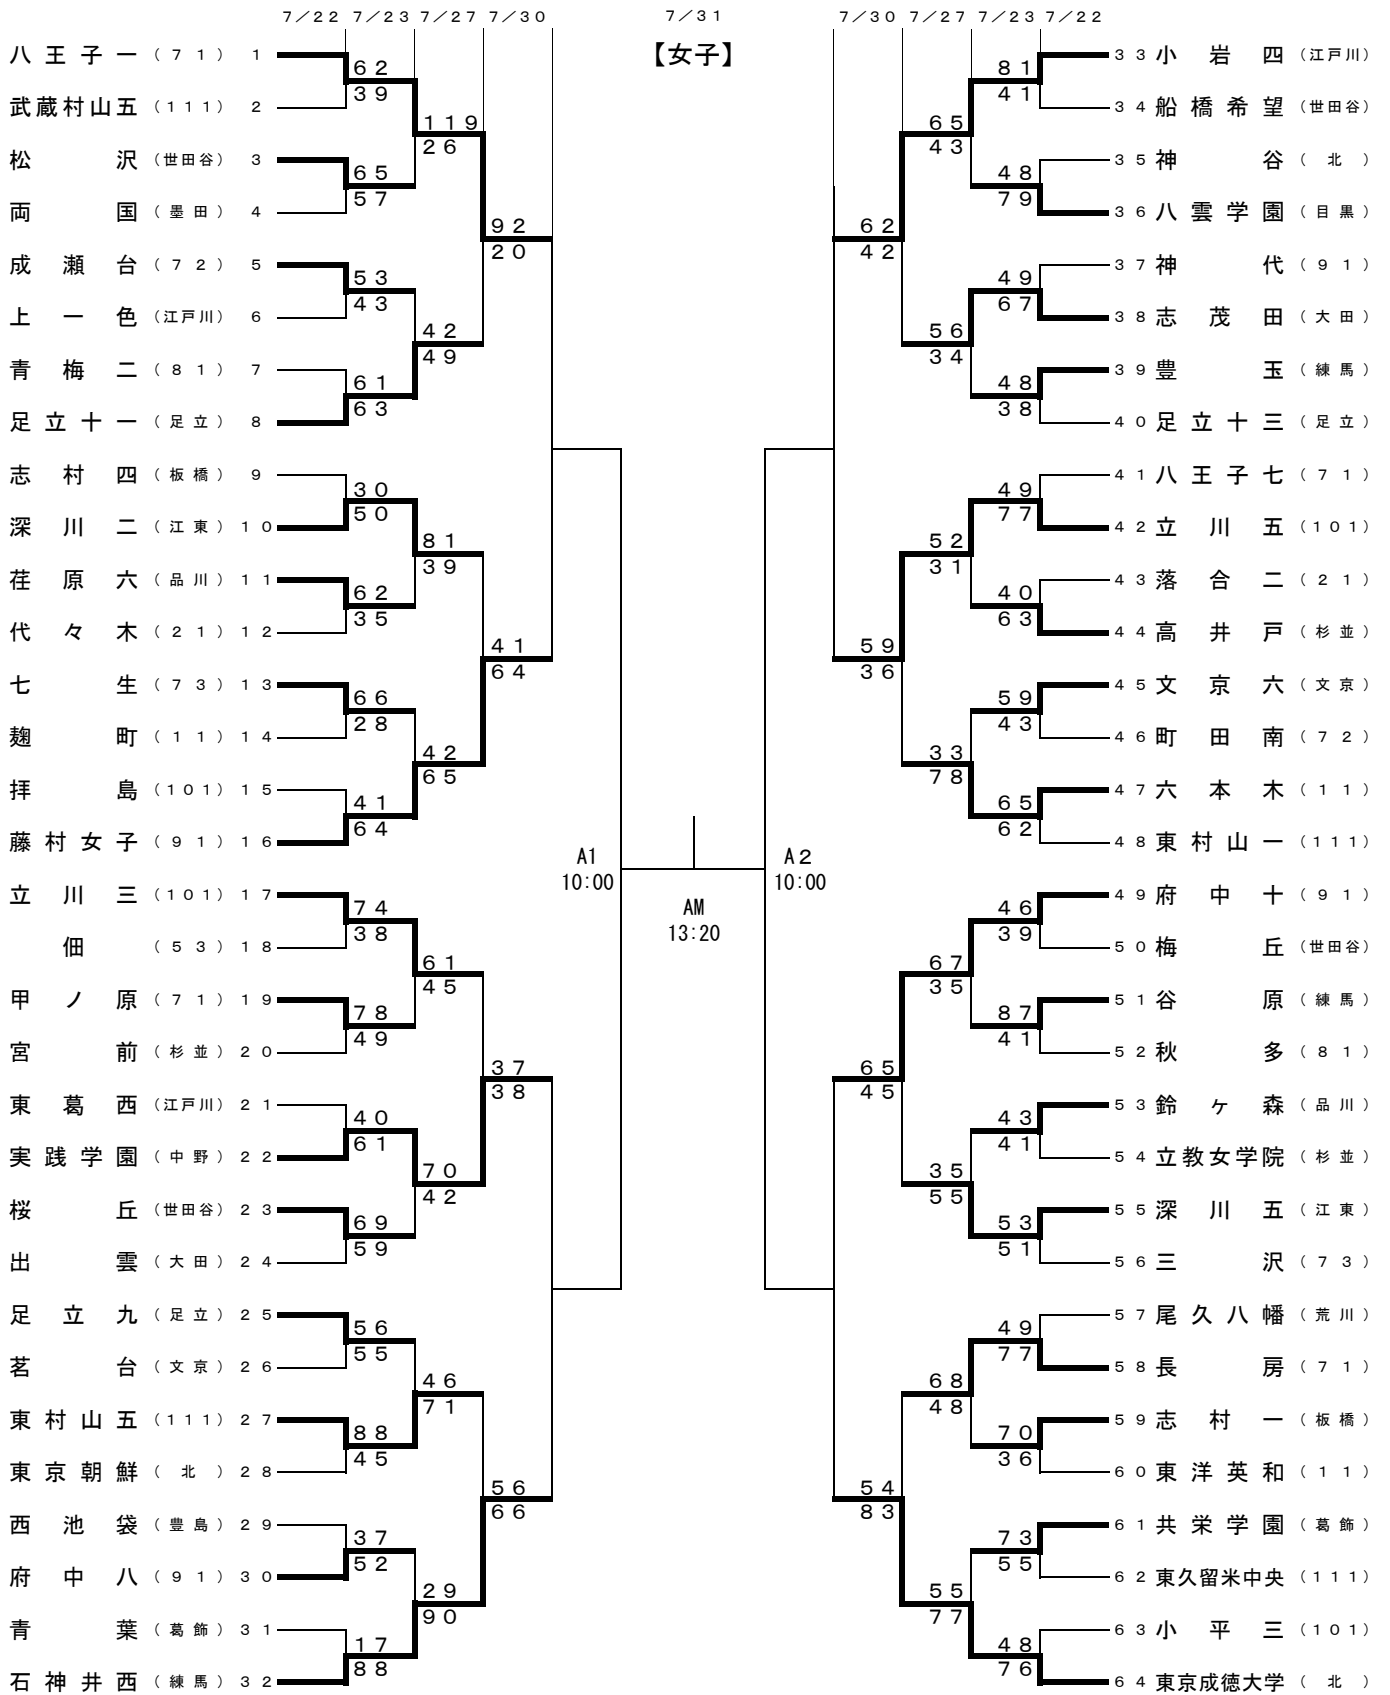 7/22 7/23 7/27 7/30 7/31 7/30 7/27 7/23 7/22
【女子】
八王子一 (71) 1
武蔵村山五 (111) 2
松沢 (世田谷) 3
両国 (墨田) 4
成瀬台 (72) 5
上一色 (江戸川) 6
青梅二 (81) 7
足立十一 (足立) 8
志村四 (板橋) 9
深川二 (江東) 10
荏原六 (品川) 11
代々木 (21) 12
七生 (73) 13
麹町 (11) 14
拝島 (101) 15
藤村女子 (91) 16
立川三 (101) 17
佃 (53) 18
甲ノ原 (71) 19
宮前 (杉並) 20
東葛西 (江戸川) 21
実践学園 (中野) 22
桜丘 (世田谷) 23
出雲 (大田) 24
足立九 (足立) 25
茗台 (文京) 26
東村山五 (111) 27
東京朝鮮 (北) 28
西池袋 (豊島) 29
府中八 (91) 30
青葉 (葛飾) 31
石神井西 (練馬) 32
62
39
65
57
53
43
61
63
30
50
62
35
66
28
41
64
74
38
78
49
40
61
69
59
56
55
88
45
37
52
17
88
119
26
42
49
81
39
42
65
61
45
70
42
46
71
29
90
92
20
41
64
37
38
56
66
A1
10:00
AM
13:20
A2
10:00
62
42
59
36
65
45
54
83
65
43
56
34
52
31
33
78
67
35
35
55
68
48
55
77
81
41
48
79
49
67
48
38
49
77
40
63
59
43
65
62
46
39
87
41
43
41
53
51
49
77
70
36
73
55
48
76
33 小岩四 (江戸川)
34 船橋希望 (世田谷)
35 神谷 (北)
36 八雲学園 (目黒)
37 神代 (91)
38 志茂田 (大田)
39 豊玉 (練馬)
40 足立十三 (足立)
41 八王子七 (71)
42 立川五 (101)
43 落合二 (21)
44 高井戸 (杉並)
45 文京六 (文京)
46 町田南 (72)
47 六本木 (11)
48 東村山一 (111)
49 府中十 (91)
50 梅丘 (世田谷)
51 谷原 (練馬)
52 秋多 (81)
53 鈴ヶ森 (品川)
54 立教女学院 (杉並)
55 深川五 (江東)
56 三沢 (73)
57 尾久八幡 (荒川)
58 長房 (71)
59 志村一 (板橋)
60 東洋英和 (11)
61 共栄学園 (葛飾)
62 東久留米中央 (111)
63 小平三 (101)
64 東京成徳大学 (北)